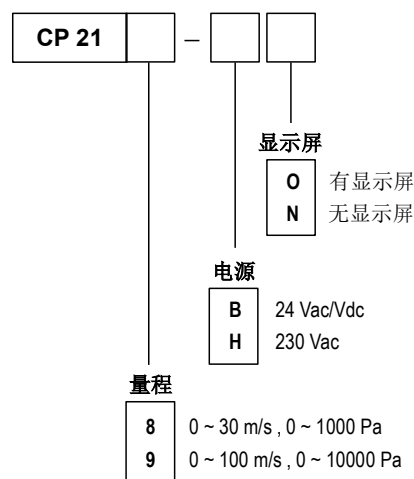 CP 21 –
显示屏
O 有显示屏
N 无显示屏
电源
B 24 Vac/Vdc
H 230 Vac
量程
8 0 ~ 30 m/s , 0 ~ 1000 Pa
9 0 ~ 100 m/s , 0 ~ 10000 Pa